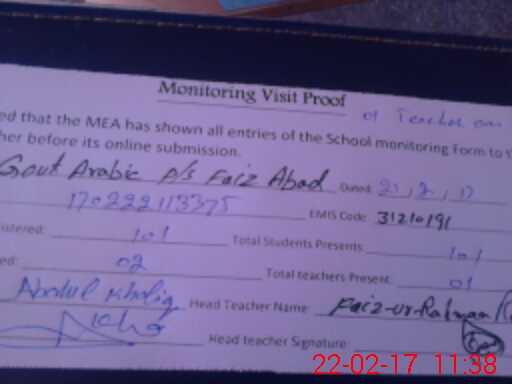 Monitoring Visit Proof
01 Teacher on
ed that the MEA has shown all entries of the School monitoring Form to t
her before its online submission.
Govt Arabic P/S Faiz Abad Dated: 21, 2, 17
EMIS Code: 31210191
istered: 101 Total Students Presents 101
ed: 02 Total teachers Present: 01
Abdul Khaliq Head Teacher Name: Faiz-ur-Rahman
Head teacher Signature
22-02-17 11:38